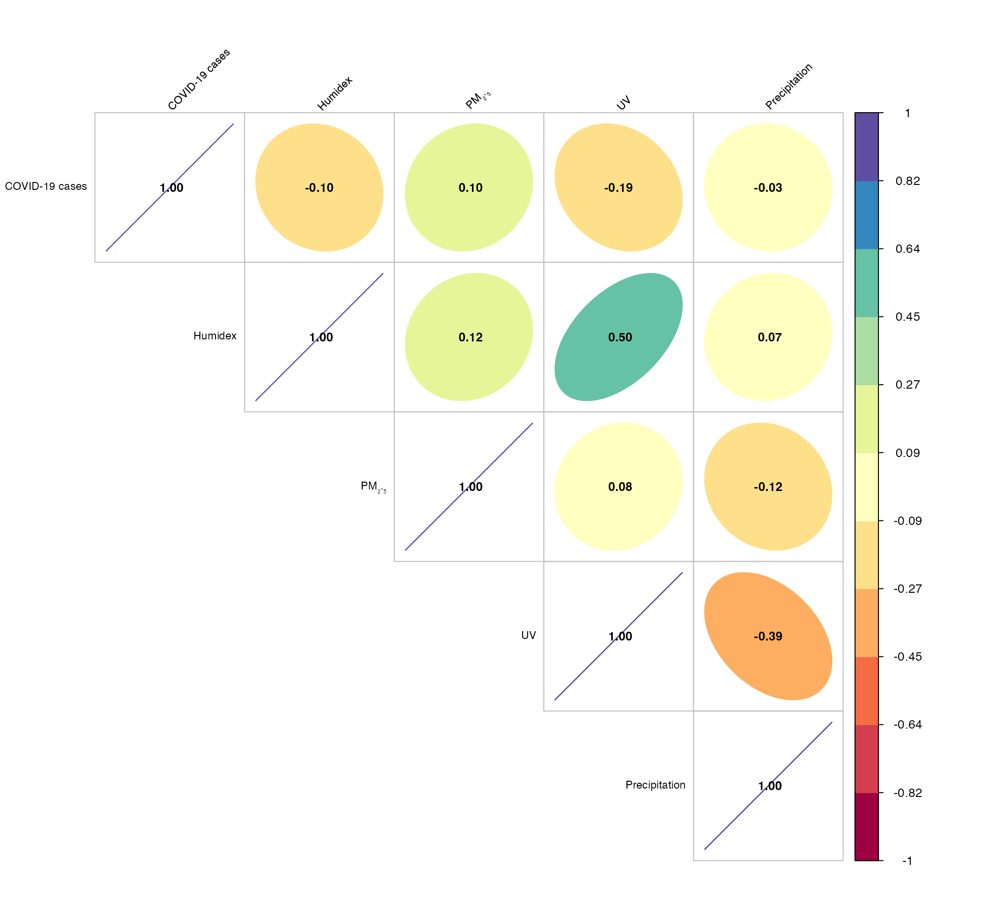 COVID-19 cases
Humidex
PM₂.₅
UV
Precipitation
COVID-19 cases
1.00
-0.10
0.10
-0.19
-0.03
Humidex
1.00
0.12
0.50
0.07
PM₂.₅
1.00
0.08
-0.12
UV
1.00
-0.39
Precipitation
1.00
1
0.82
0.64
0.45
0.27
0.09
-0.09
-0.27
-0.45
-0.64
-0.82
-1